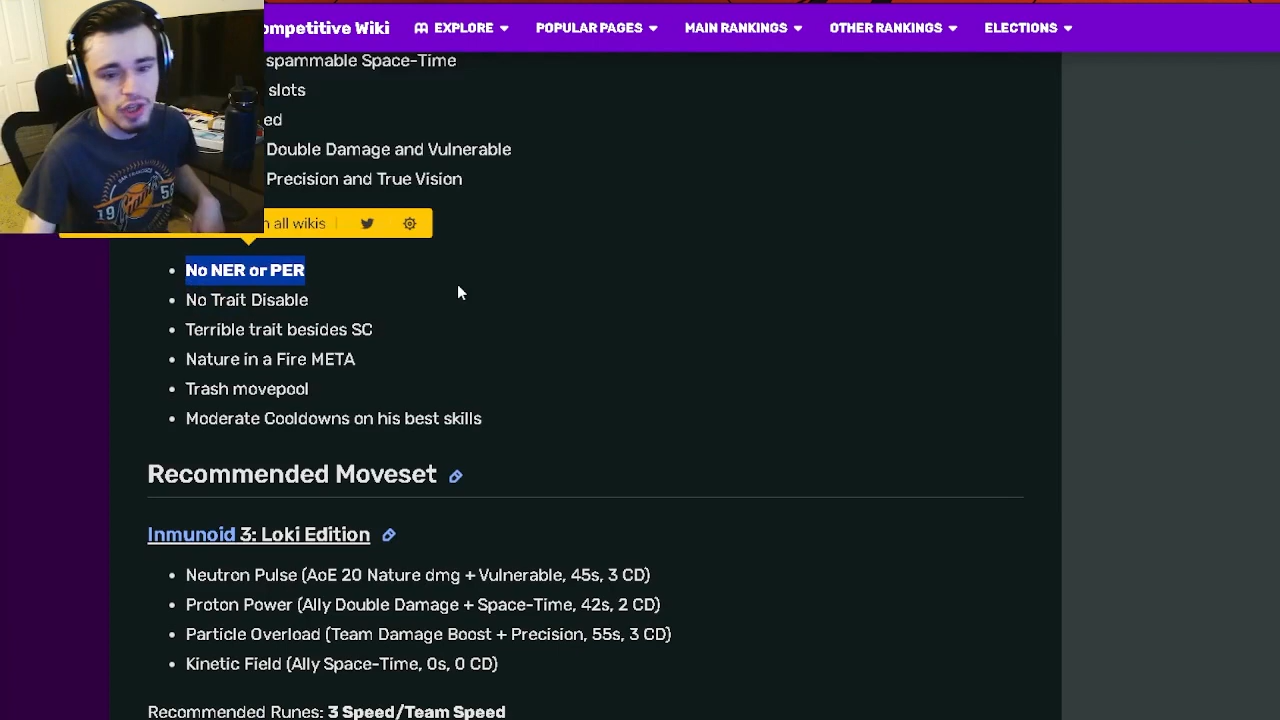 ompetitive Wiki EXPLORE POPULAR PAGES MAIN RANKINGS OTHER RANKINGS ELECTIONS
spammable Space-Time
slots
ed
Double Damage and Vulnerable
Precision and True Vision
all wikis
No NER or PER
No Trait Disable
Terrible trait besides SC
Nature in a Fire META
Trash movepool
Moderate Cooldowns on his best skills
Recommended Moveset
Inmunoid 3: Loki Edition
Neutron Pulse (AoE 20 Nature dmg + Vulnerable, 45s, 3 CD)
Proton Power (Ally Double Damage + Space-Time, 42s, 2 CD)
Particle Overload (Team Damage Boost + Precision, 55s, 3 CD)
Kinetic Field (Ally Space-Time, 0s, 0 CD)
Recommended Runes: 3 Speed/Team Speed
SAN FRANCISCO
19 58